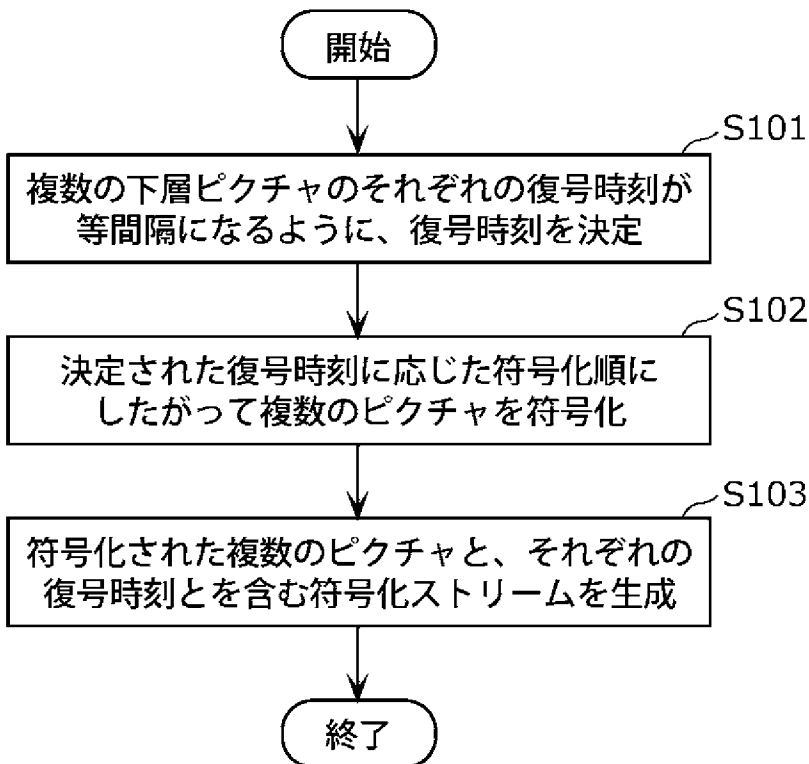 開始
S101
複数の下層ピクチャのそれぞれの復号時刻が
等間隔になるように、復号時刻を決定
S102
決定された復号時刻に応じた符号化順に
したがって複数のピクチャを符号化
S103
符号化された複数のピクチャと、それぞれの
復号時刻とを含む符号化ストリームを生成
終了